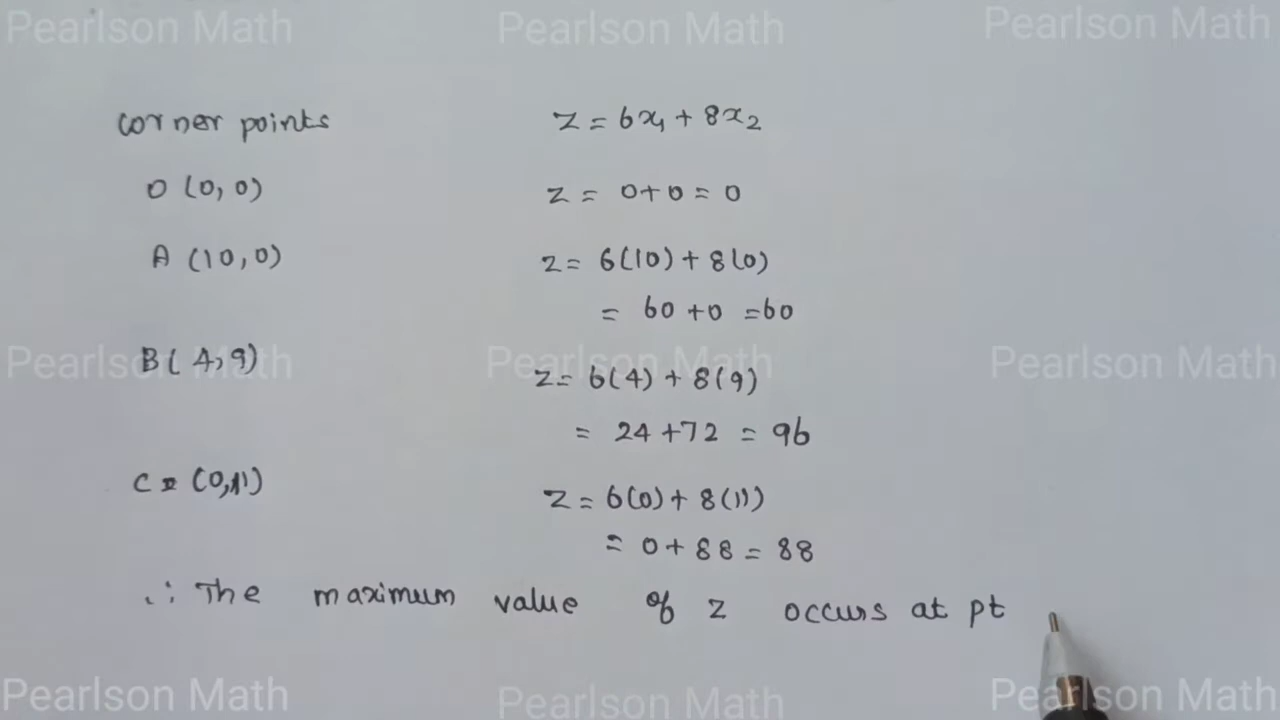 Pearlson Math Pearlson Math Pearlson Math
corner points z = 6x₁ + 8x₂
O (0, 0) z = 0+0 = 0
A (10, 0) z = 6(10) + 8(0)
= 60 +0 =60
Pearlson Math Pearlson Math Pearlson Math
B( 4, 9) z = 6(4) + 8(9)
= 24 +72 = 96
C = (0, 11) z = 6(0) + 8(11)
= 0 + 88 = 88
∴ The maximum value of z occurs at pt
Pearlson Math Pearlson Math Pearlson Math